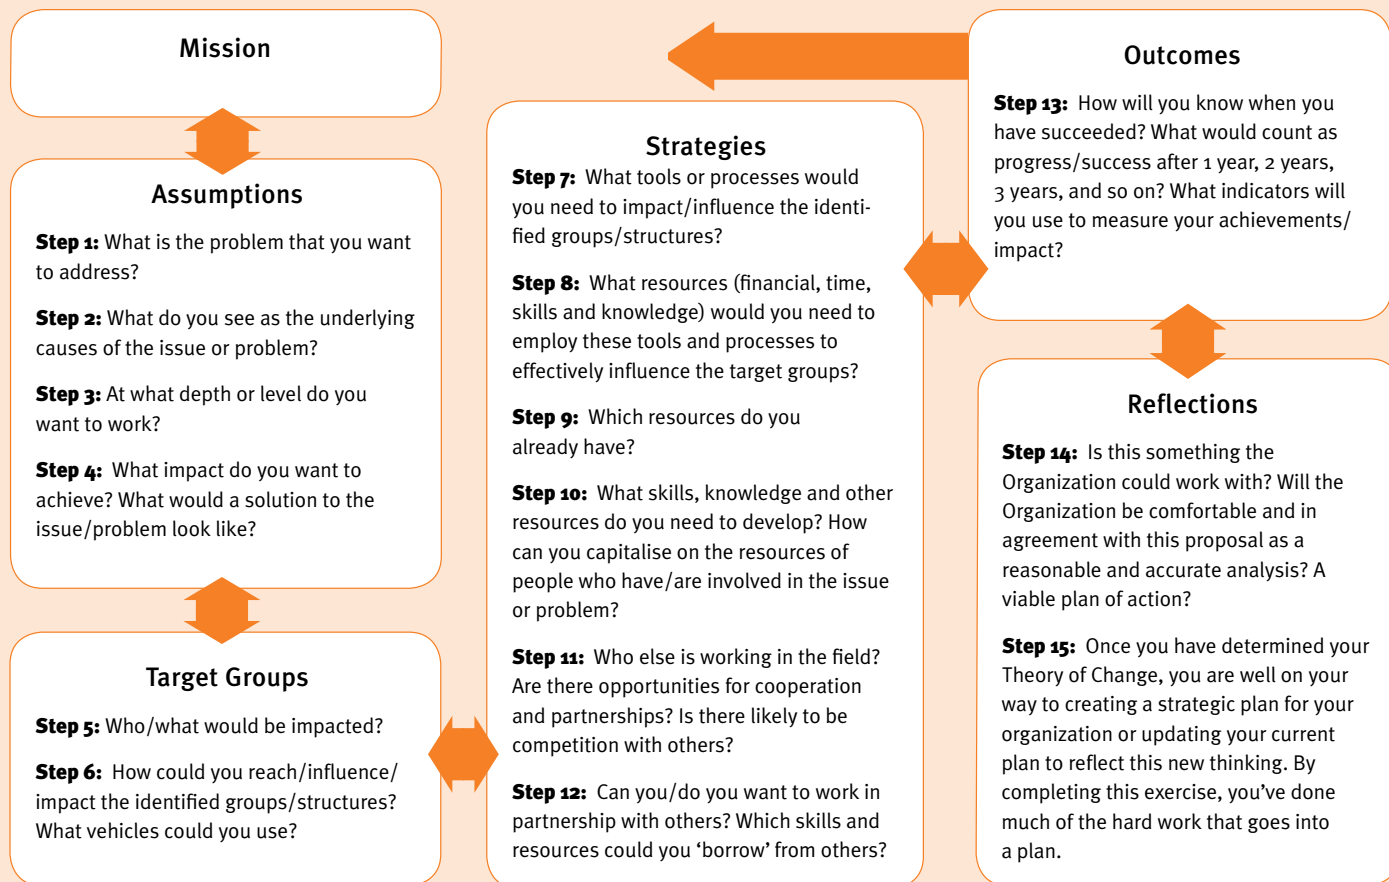 Mission
Assumptions
Step 1: What is the problem that you want
to address?
Step 2: What do you see as the underlying
causes of the issue or problem?
Step 3: At what depth or level do you
want to work?
Step 4: What impact do you want to
achieve? What would a solution to the
issue/problem look like?
Target Groups
Step 5: Who/what would be impacted?
Step 6: How could you reach/influence/
impact the identified groups/structures?
What vehicles could you use?
Strategies
Step 7: What tools or processes would
you need to impact/influence the identi-
fied groups/structures?
Step 8: What resources (financial, time,
skills and knowledge) would you need to
employ these tools and processes to
effectively influence the target groups?
Step 9: Which resources do you
already have?
Step 10: What skills, knowledge and other
resources do you need to develop? How
can you capitalise on the resources of
people who have/are involved in the issue
or problem?
Step 11: Who else is working in the field?
Are there opportunities for cooperation
and partnerships? Is there likely to be
competition with others?
Step 12: Can you/do you want to work in
partnership with others? Which skills and
resources could you ‘borrow’ from others?
Outcomes
Step 13: How will you know when you
have succeeded? What would count as
progress/success after 1 year, 2 years,
3 years, and so on? What indicators will
you use to measure your achievements/
impact?
Reflections
Step 14: Is this something the
Organization could work with? Will the
Organization be comfortable and in
agreement with this proposal as a
reasonable and accurate analysis? A
viable plan of action?
Step 15: Once you have determined your
Theory of Change, you are well on your
way to creating a strategic plan for your
organization or updating your current
plan to reflect this new thinking. By
completing this exercise, you’ve done
much of the hard work that goes into
a plan.